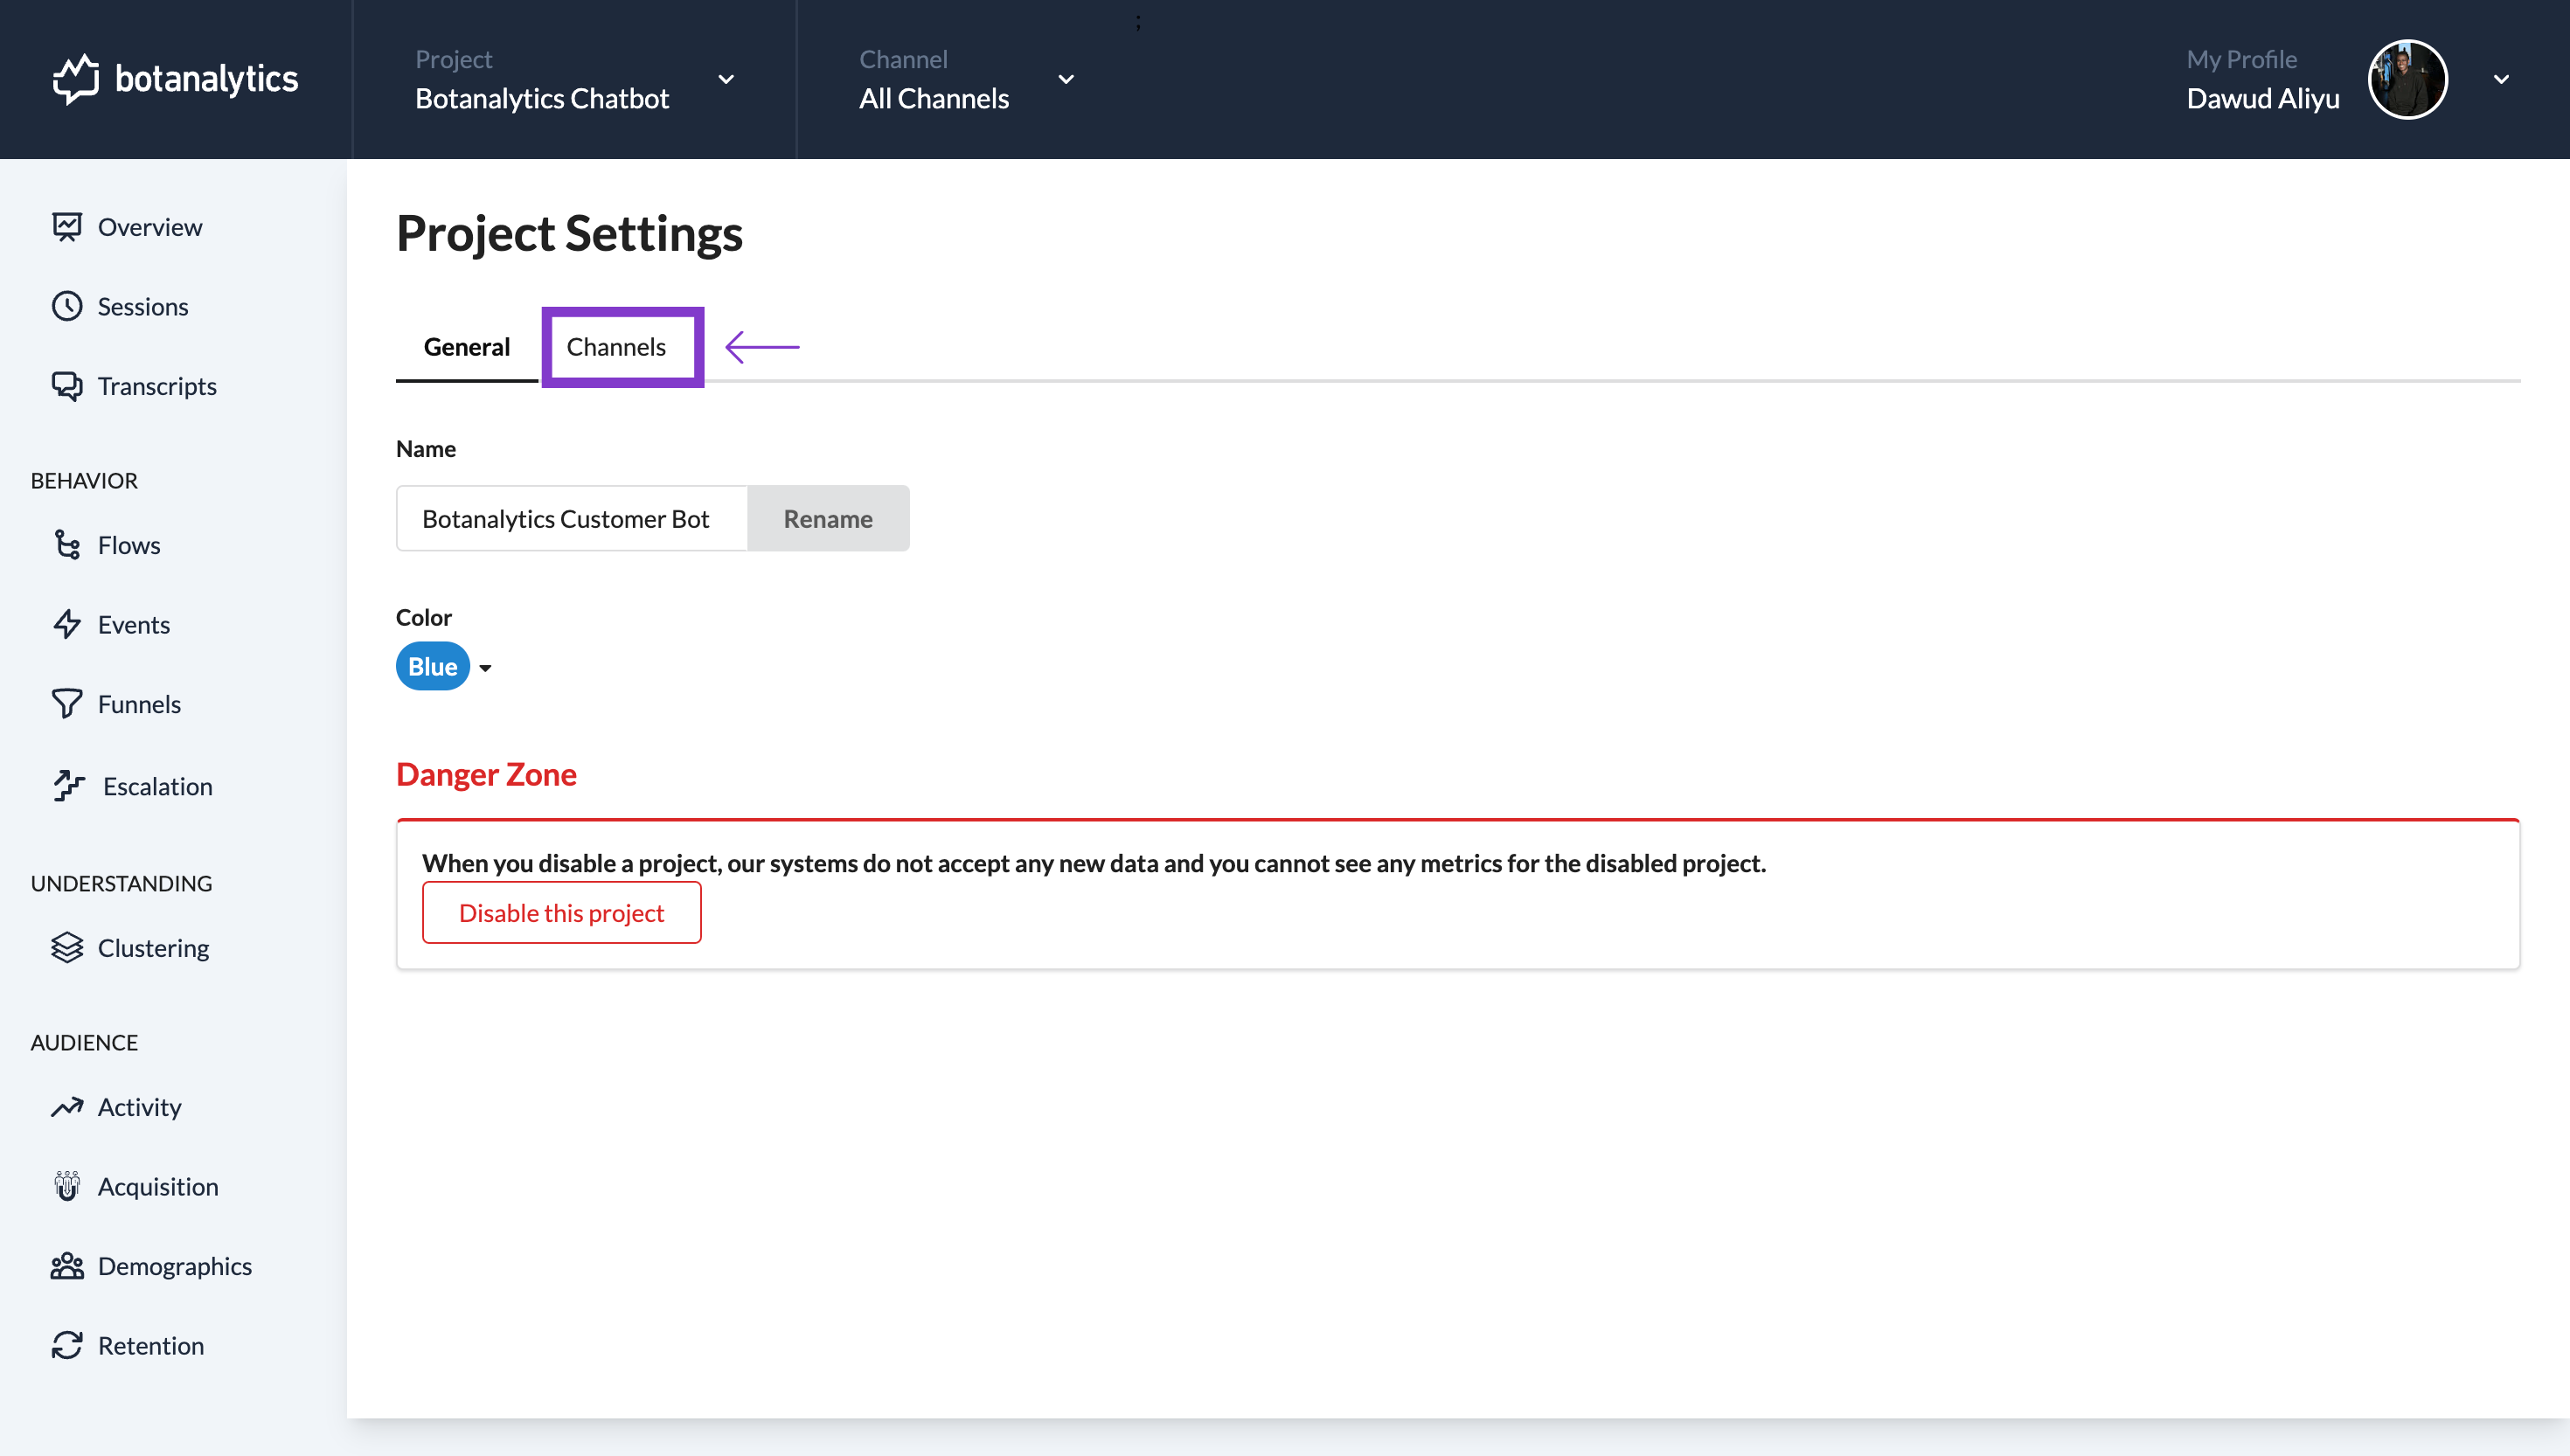 botanalytics
Project
Botanalytics Chatbot
Channel
All Channels
;
My Profile
Dawud Aliyu
Overview
Sessions
Transcripts
BEHAVIOR
Flows
Events
Funnels
Escalation
UNDERSTANDING
Clustering
AUDIENCE
Activity
Acquisition
Demographics
Retention
Project Settings
General
Channels
Name
Botanalytics Customer Bot
Rename
Color
Blue
Danger Zone
When you disable a project, our systems do not accept any new data and you cannot see any metrics for the disabled project.
Disable this project